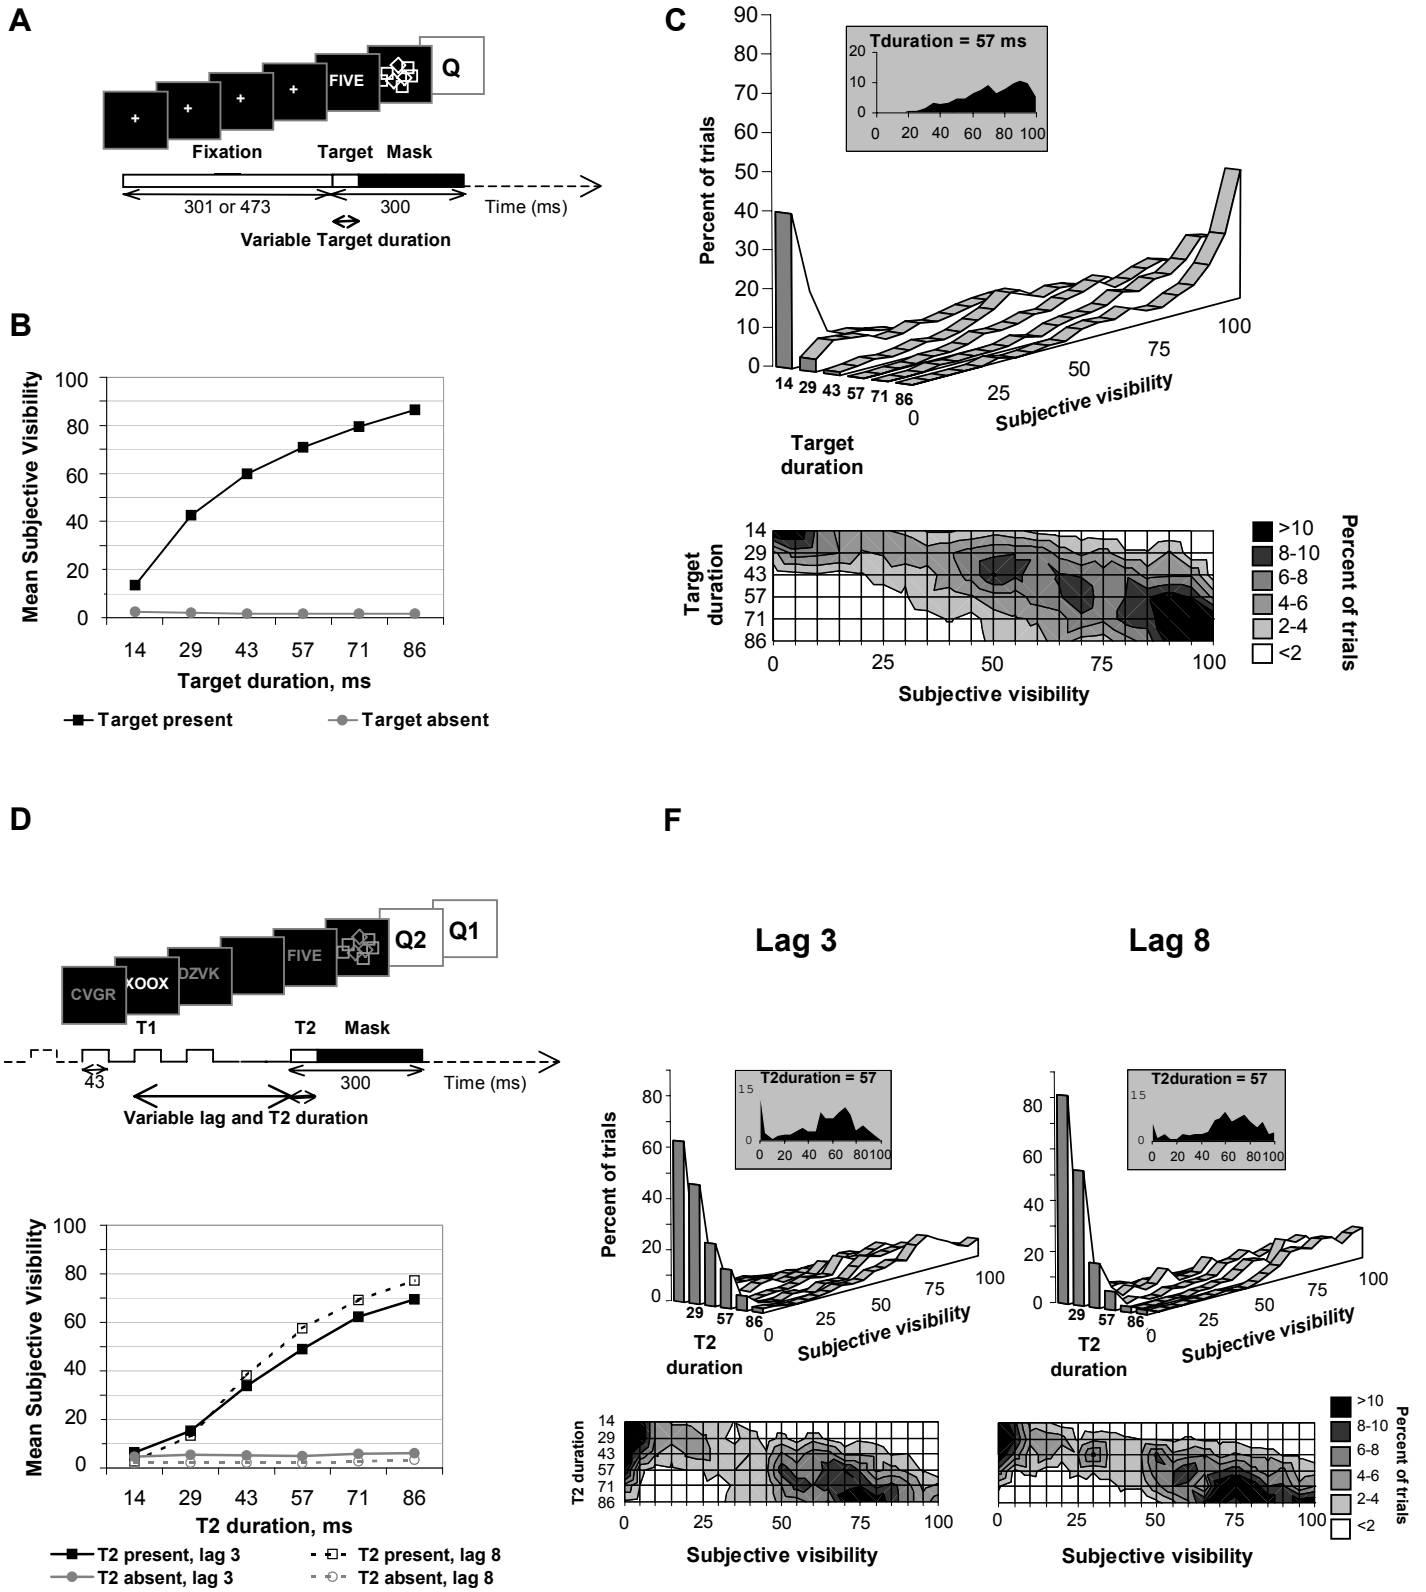 A
FIVE
Q
Fixation Target Mask
301 or 473 300 Time (ms)
Variable Target duration
B
Mean Subjective Visibility
100
80
60
40
20
0
14 29 43 57 71 86
Target duration, ms
Target present Target absent
C
Percent of trials
90
80
70
60
50
40
30
20
10
0
Tduration = 57 ms
20
10
0
0 20 40 60 80 100
14 29 43 57 71 86
0 25 50 75 100
Target
duration
Subjective visibility
Target
duration
14
29
43
57
71
86
0 25 50 75 100
Subjective visibility
>10
8-10
6-8
4-6
2-4
<2
Percent of trials
D
CVGR
XOOX
DZVK
FIVE
Q2
Q1
T1 T2 Mask
43 300 Time (ms)
Variable lag and T2 duration
Mean Subjective Visibility
100
80
60
40
20
0
14 29 43 57 71 86
T2 duration, ms
T2 present, lag 3 T2 present, lag 8
T2 absent, lag 3 T2 absent, lag 8
F
Lag 3
Percent of trials
80
60
40
20
0
T2duration = 57
15
0
0 20 40 60 80 100
29 57 86
0 25 50 75 100
T2
duration
Subjective visibility
T2 duration
14
29
43
57
71
86
0 25 50 75 100
Subjective visibility
Lag 8
80
60
40
20
0
T2duration = 57
15
0
0 20 40 60 80 100
29 57 86
0 25 50 75 100
T2
duration
Subjective visibility
0 25 50 75 100
Subjective visibility
>10
8-10
6-8
4-6
2-4
<2
Percent of trials